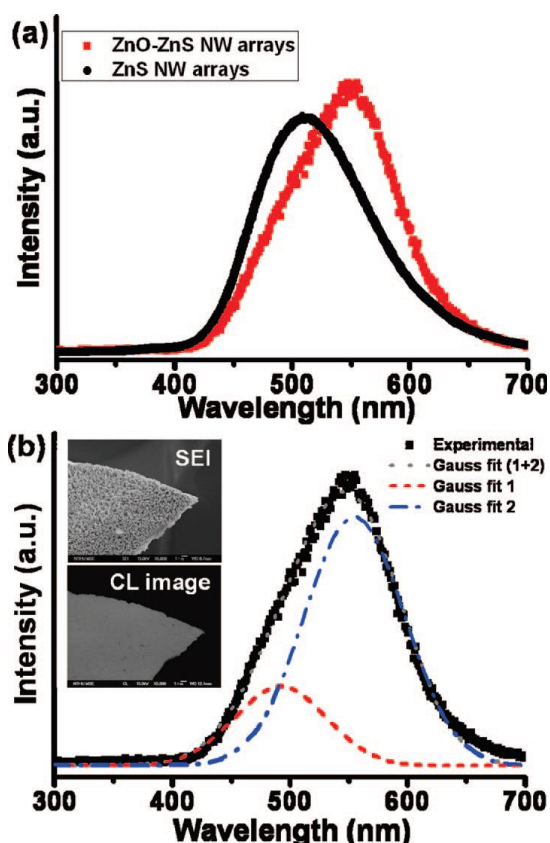 (a)
ZnO-ZnS NW arrays
ZnS NW arrays
Intensity (a.u.)
300 400 500 600 700
Wavelength (nm)
(b)
SEI
CL image
Experimental
Gauss fit (1+2)
Gauss fit 1
Gauss fit 2
Intensity (a.u.)
300 400 500 600 700
Wavelength (nm)